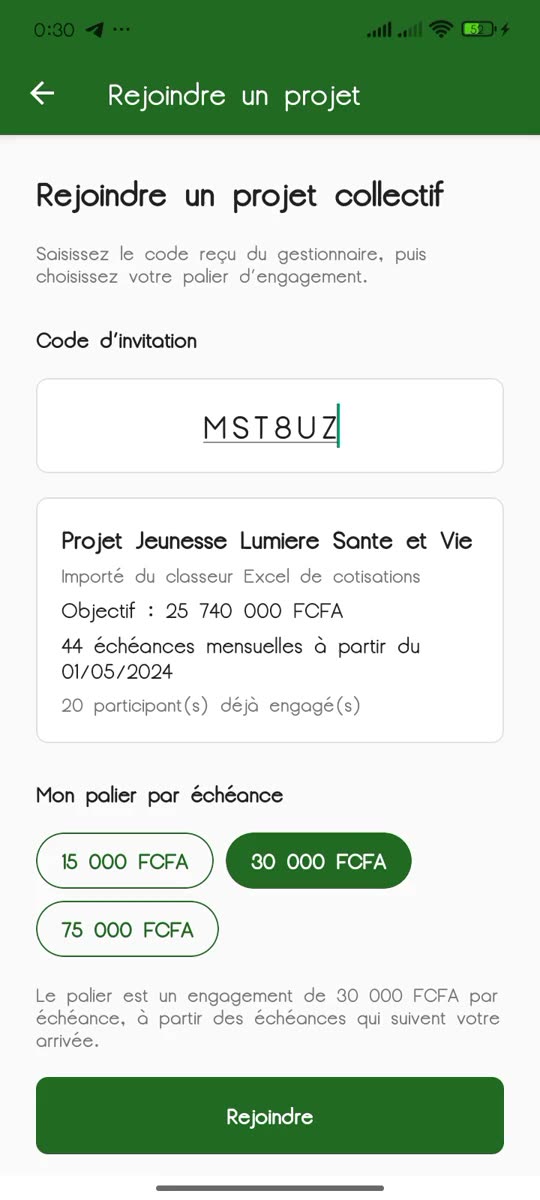 0:30
52
Rejoindre un projet
Rejoindre un projet collectif
Saisissez le code reçu du gestionnaire, puis
choisissez votre palier d'engagement.
Code d'invitation
MST8UZ
Projet Jeunesse Lumiere Sante et Vie
Importé du classeur Excel de cotisations
Objectif : 25 740 000 FCFA
44 échéances mensuelles à partir du
01/05/2024
20 participant(s) déjà engagé(s)
Mon palier par échéance
15 000 FCFA
30 000 FCFA
75 000 FCFA
Le palier est un engagement de 30 000 FCFA par
échéance, à partir des échéances qui suivent votre
arrivée.
Rejoindre